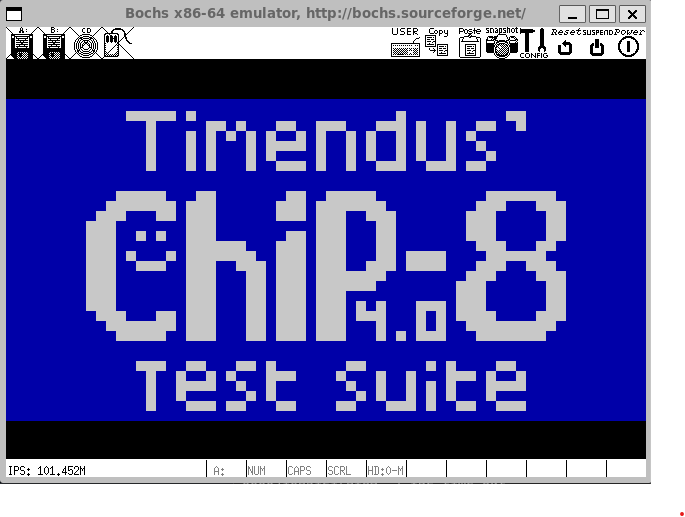 Bochs x86-64 emulator, http://bochs.sourceforge.net/
A: B: CD USER Copy Paste Snapshot CONFIG Reset SUSPEND Power
Timendus'
Chip-8
4.0
Test suite
IPS: 101.452M A: NUM CAPS SCRL HD:0-M